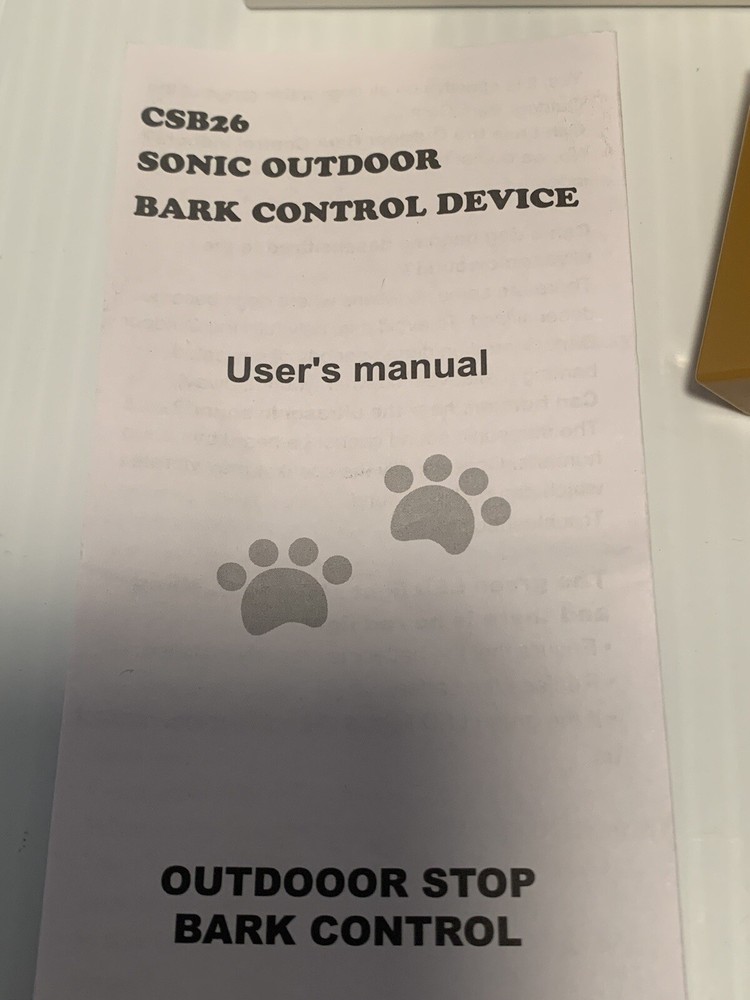 CSB26
SONIC OUTDOOR
BARK CONTROL DEVICE
User's manual
OUTDOOOR STOP
BARK CONTROL